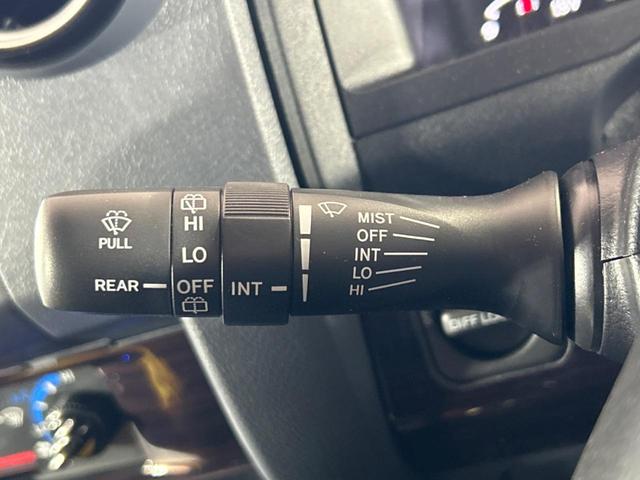 PULL
REAR
HI
LO
OFF
INT
MIST
OFF
INT
LO
HI